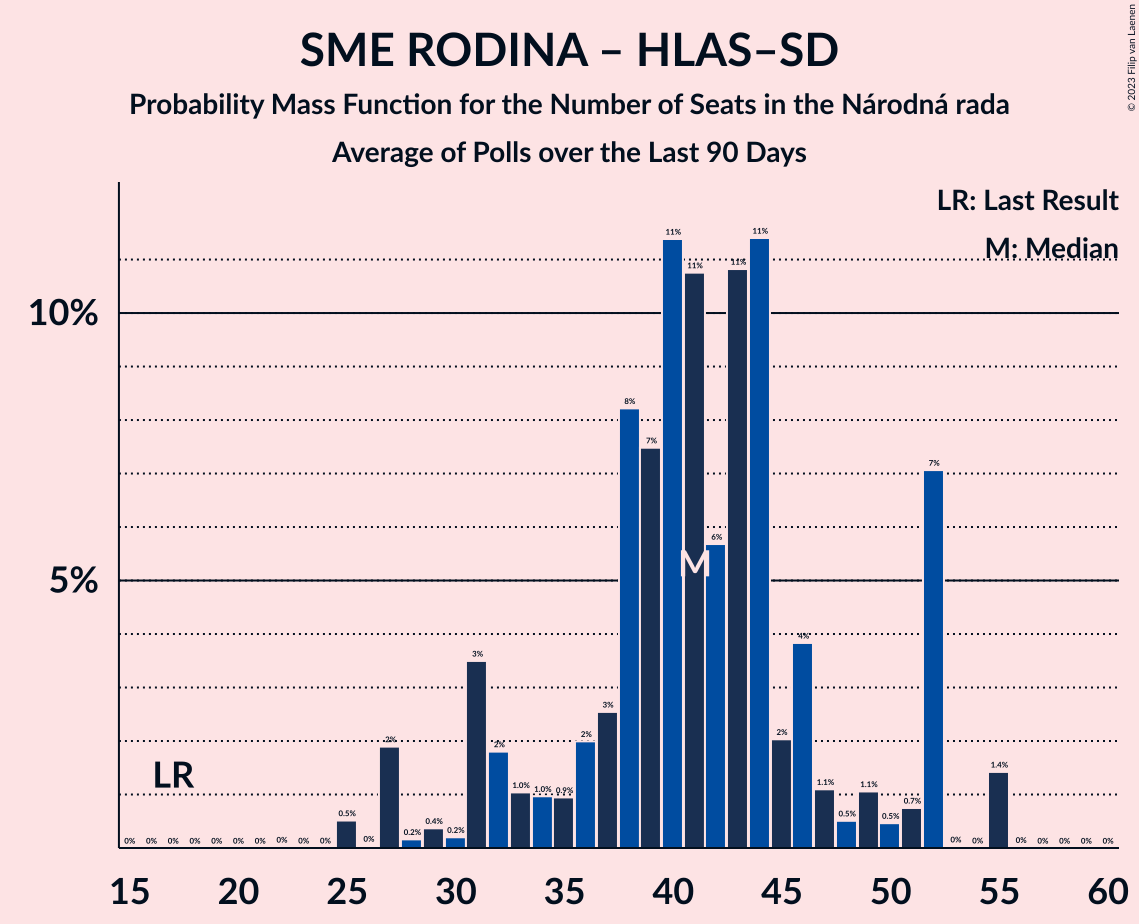 SME RODINA – HLAS–SD
Probability Mass Function for the Number of Seats in the Národná rada
Average of Polls over the Last 90 Days
© 2023 Filip van Laenen
LR: Last Result
M: Median
10%
5%
LR
M
0% 0% 0% 0% 0% 0% 0% 0% 0% 0% 0.5% 0% 2% 0.2% 0.4% 0.2% 3% 2% 1.0% 1.0% 0.9% 2% 3% 8% 7% 11% 11% 6% 11% 11% 2% 4% 1.1% 0.5% 1.1% 0.5% 0.7% 7% 0% 0% 1.4% 0% 0% 0% 0% 0%
15 20 25 30 35 40 45 50 55 60